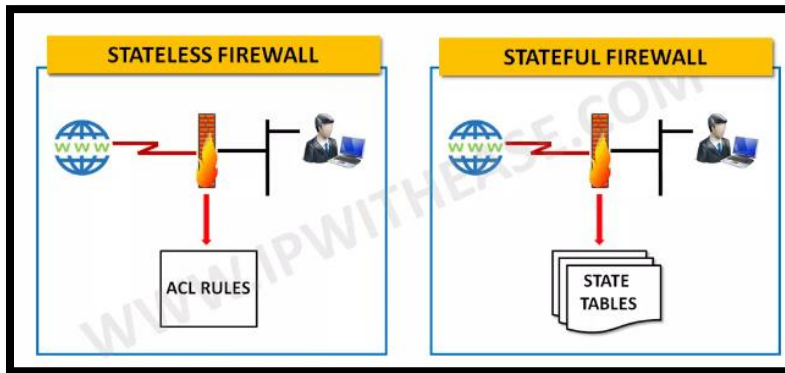 STATELESS FIREWALL
www
ACL RULES
STATEFUL FIREWALL
www
STATE
TABLES
WWW.IPWITHEASE.COM